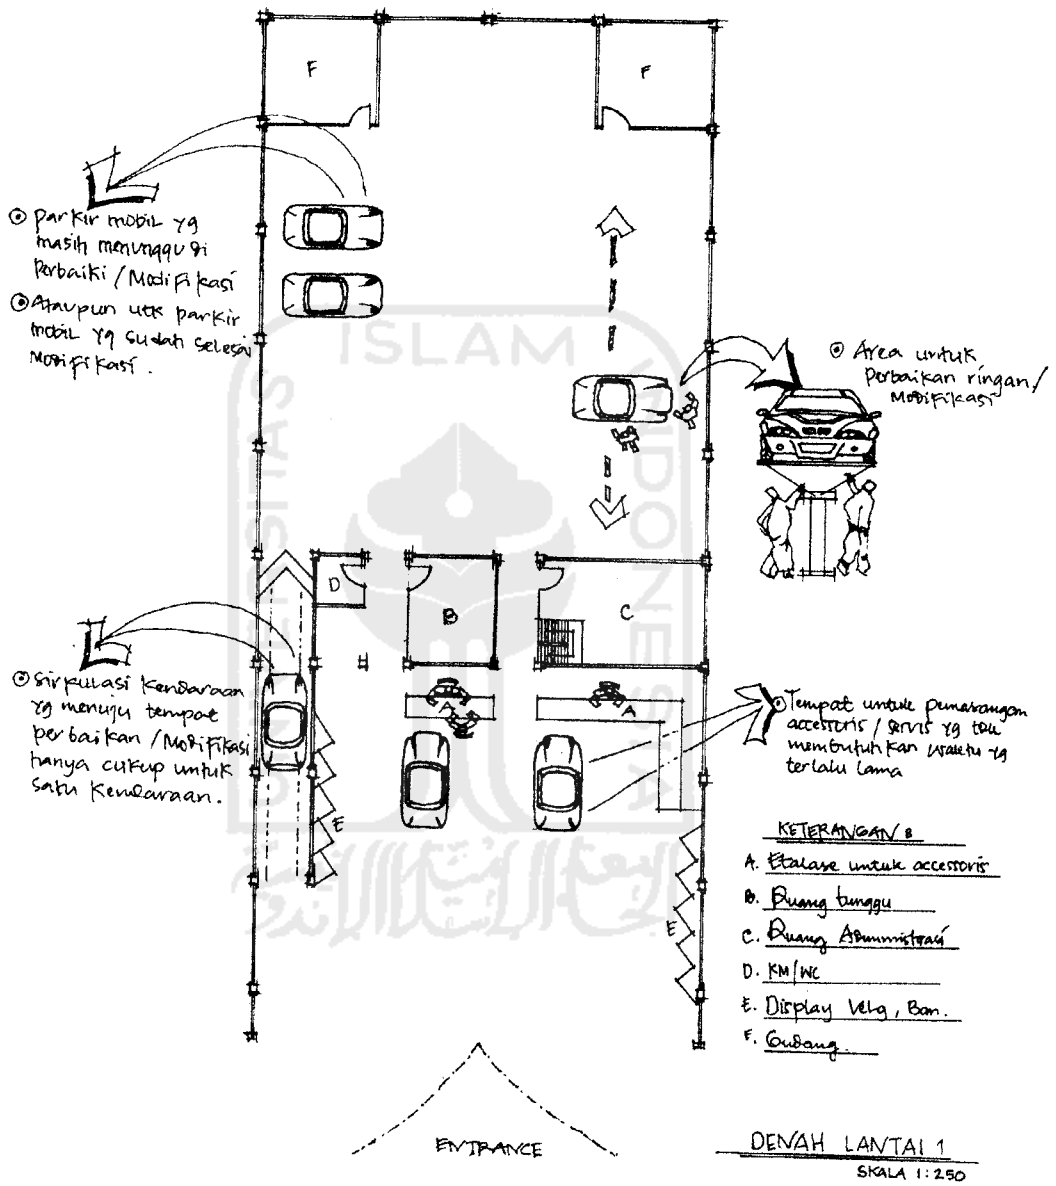 F
F
⊙ parkir mobil yg
masih menunggu di
perbaiki / Modifikasi
⊙ Ataupun utk parkir
mobil yg sudah selesai
Modifikasi.
ISLAM
UNIVERSITAS
INDONESIA
⊙ Area untuk
perbaikan ringan/
Modifikasi
D
B
C
⊙ Sirkulasi Kendaraan
yg menuju tempat
perbaikan / Modifikasi
hanya cukup untuk
satu Kendaraan.
A
A
⊙ Tempat untuk pemasangan
accessoris / servis yg tdk
membutuhkan waktu yg
terlalu lama
E
E
KETERANGAN :
A. Etalase untuk accessoris
B. Ruang tunggu
C. Ruang Administrasi
D. KM/WC
E. Display Velg, Ban.
F. Gudang.
ENTRANCE
DENAH LANTAI 1
SKALA 1:250